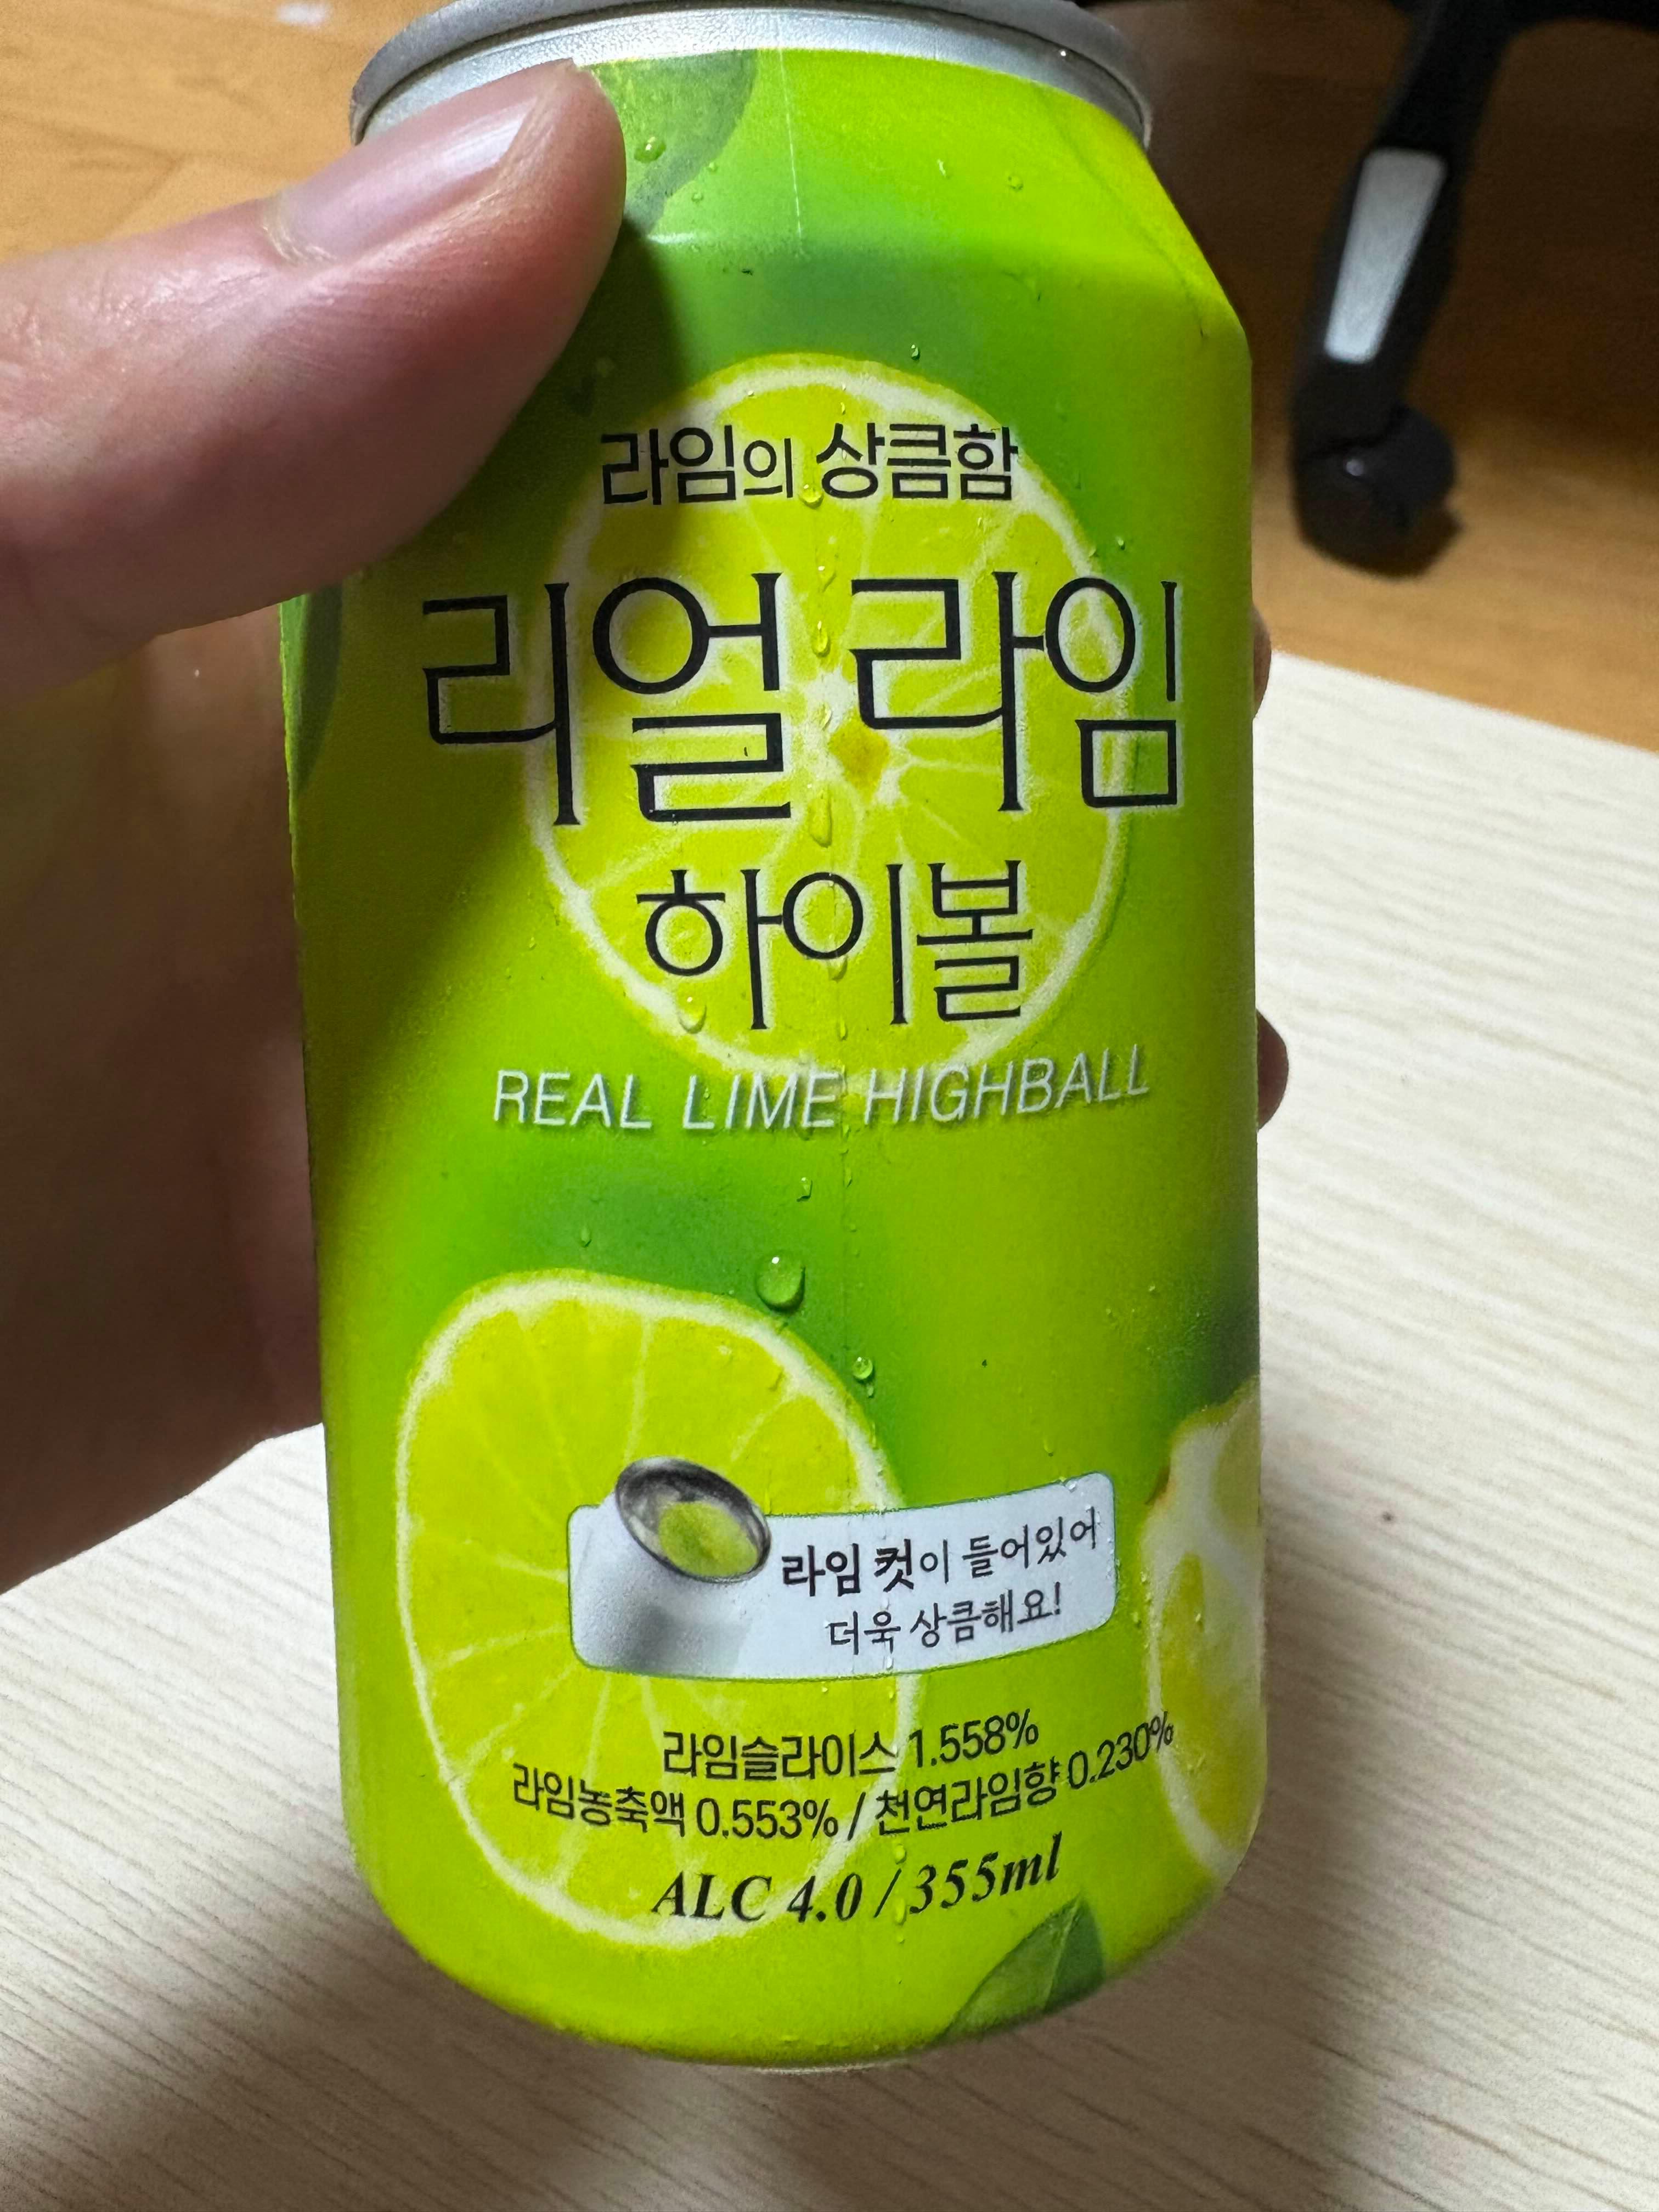 라임의 상큼함
리얼 라임
하이볼
REAL LIME HIGHBALL
라임 컷이 들어있어
더욱 상큼해요!
라임슬라이스 1.558%
라임농축액 0.553% / 천연라임향 0.230%
ALC 4.0 / 355ml